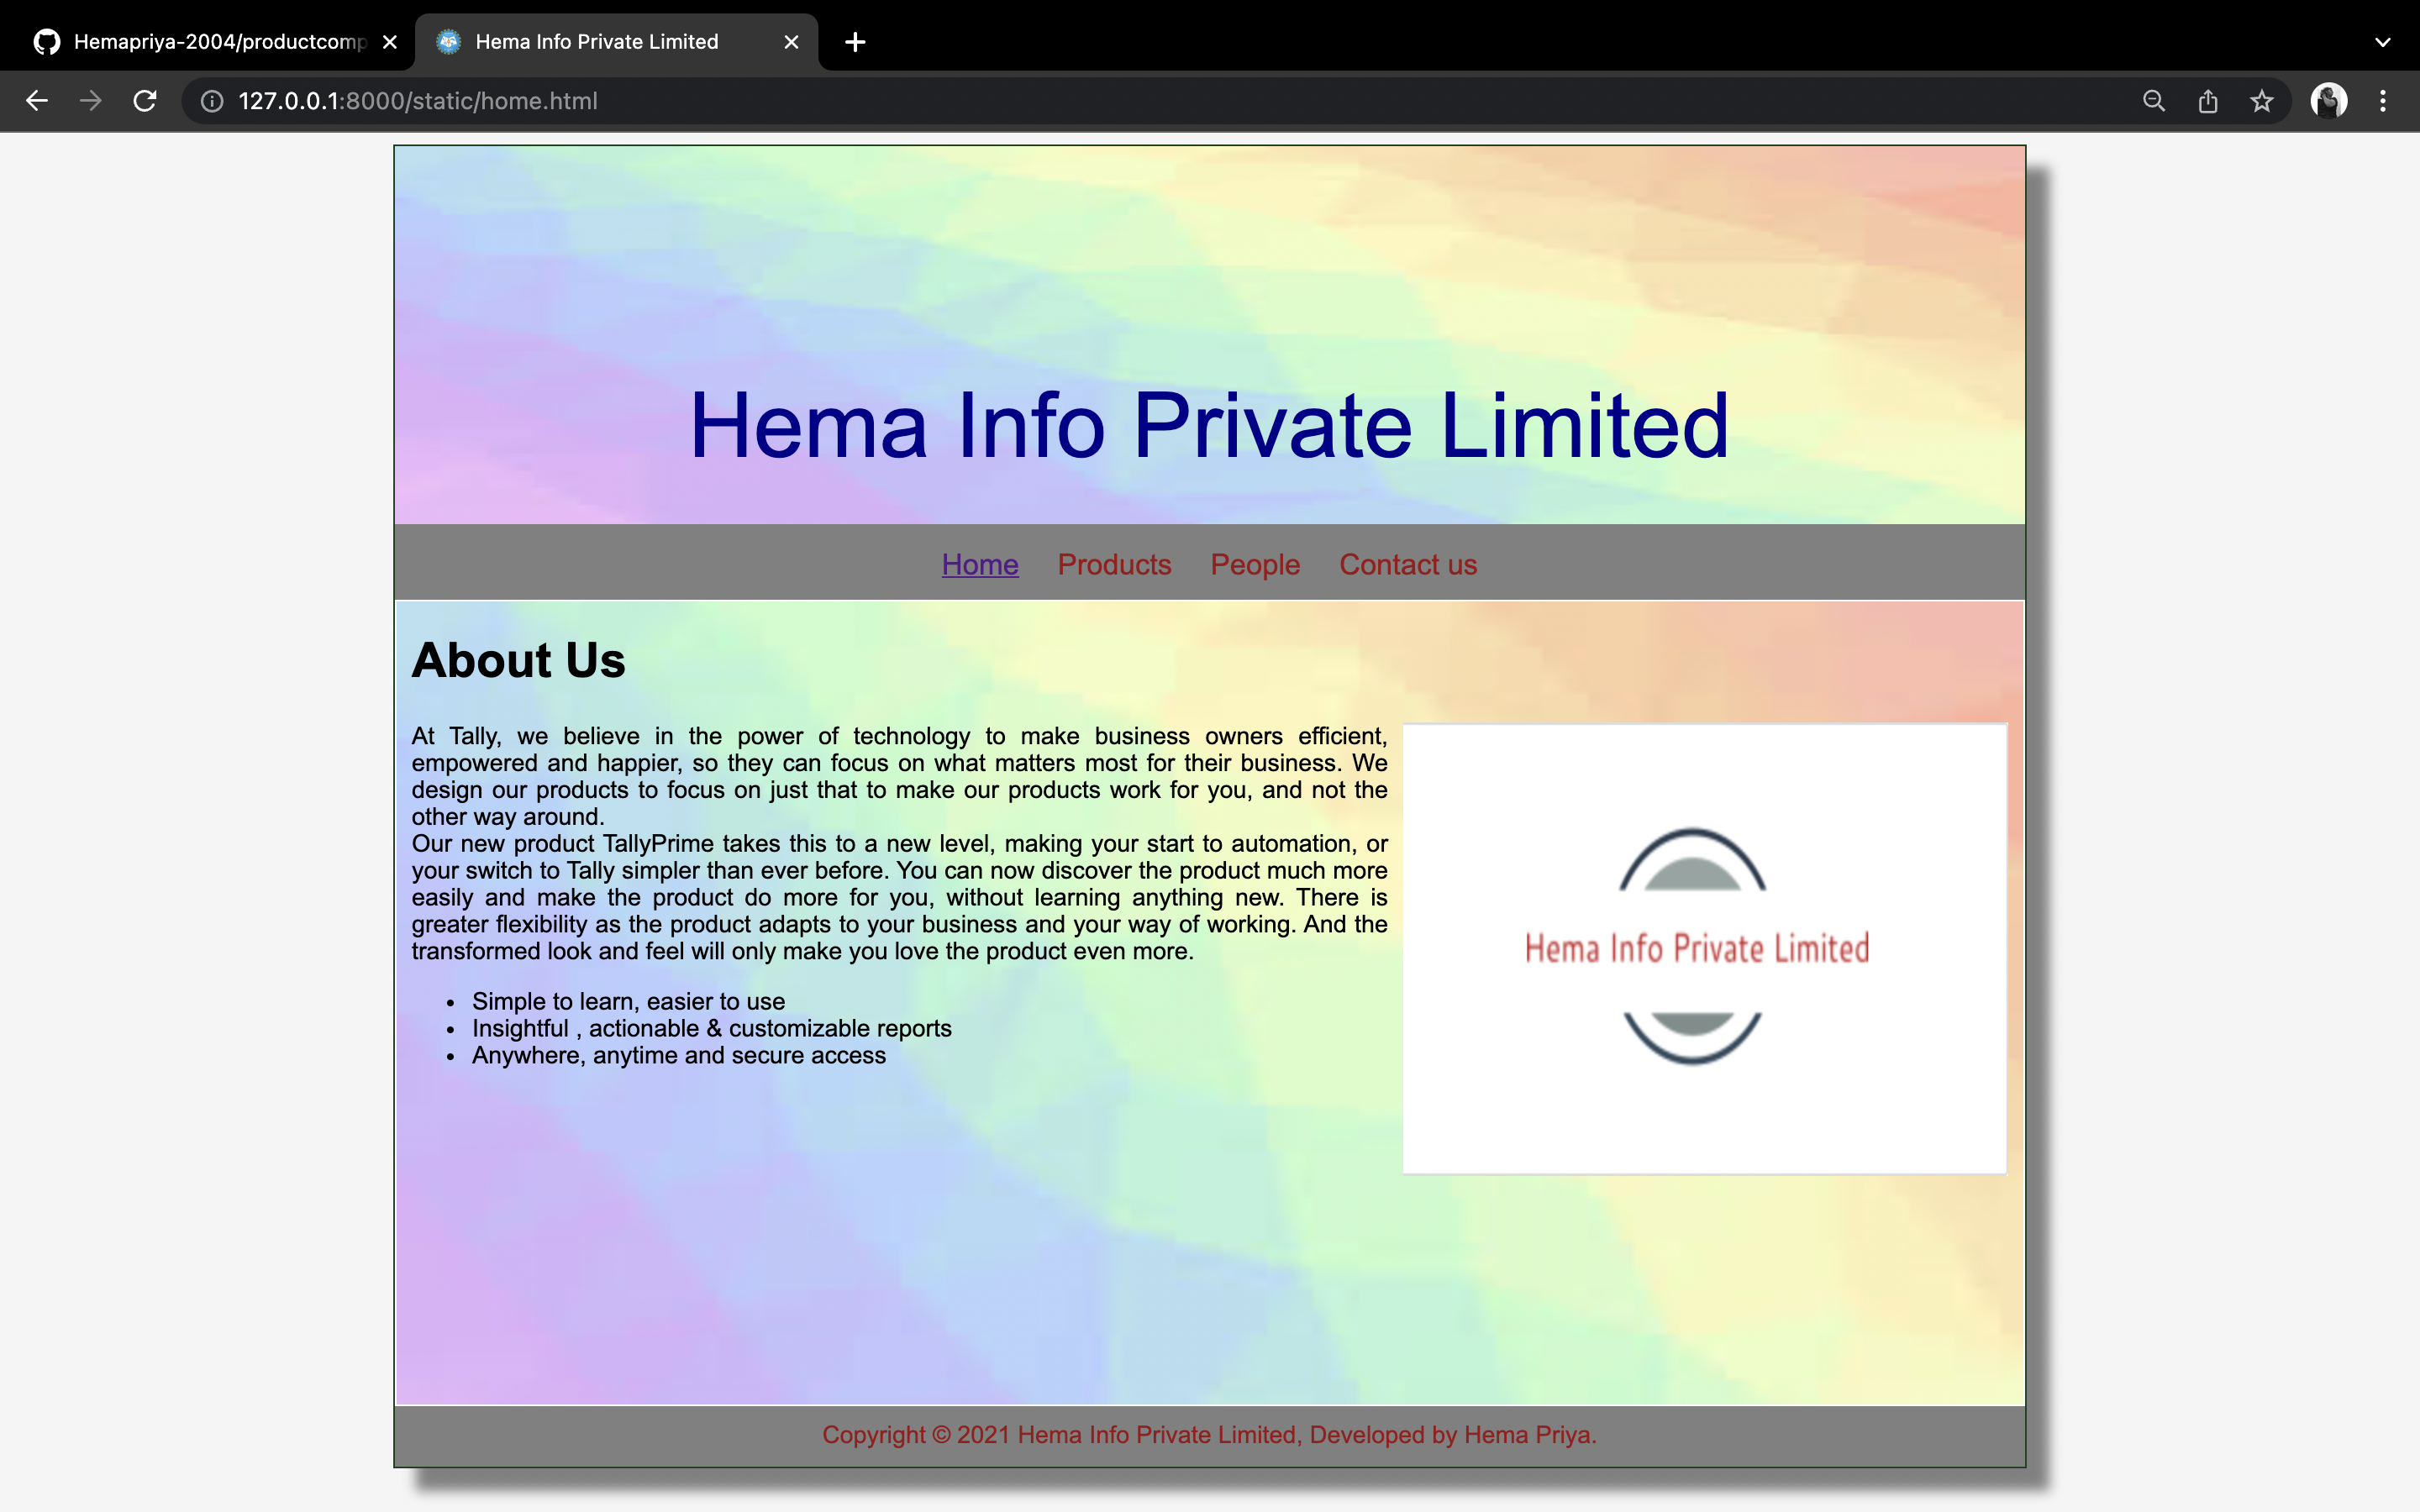 Hemapriya-2004/productcomp
Hema Info Private Limited
127.0.0.1:8000/static/home.html
Hema Info Private Limited
Home Products People Contact us
About Us
At Tally, we believe in the power of technology to make business owners efficient,
empowered and happier, so they can focus on what matters most for their business. We
design our products to focus on just that to make our products work for you, and not the
other way around.
Our new product TallyPrime takes this to a new level, making your start to automation, or
your switch to Tally simpler than ever before. You can now discover the product much more
easily and make the product do more for you, without learning anything new. There is
greater flexibility as the product adapts to your business and your way of working. And the
transformed look and feel will only make you love the product even more.
• Simple to learn, easier to use
• Insightful , actionable & customizable reports
• Anywhere, anytime and secure access
Hema Info Private Limited
Copyright © 2021 Hema Info Private Limited, Developed by Hema Priya.